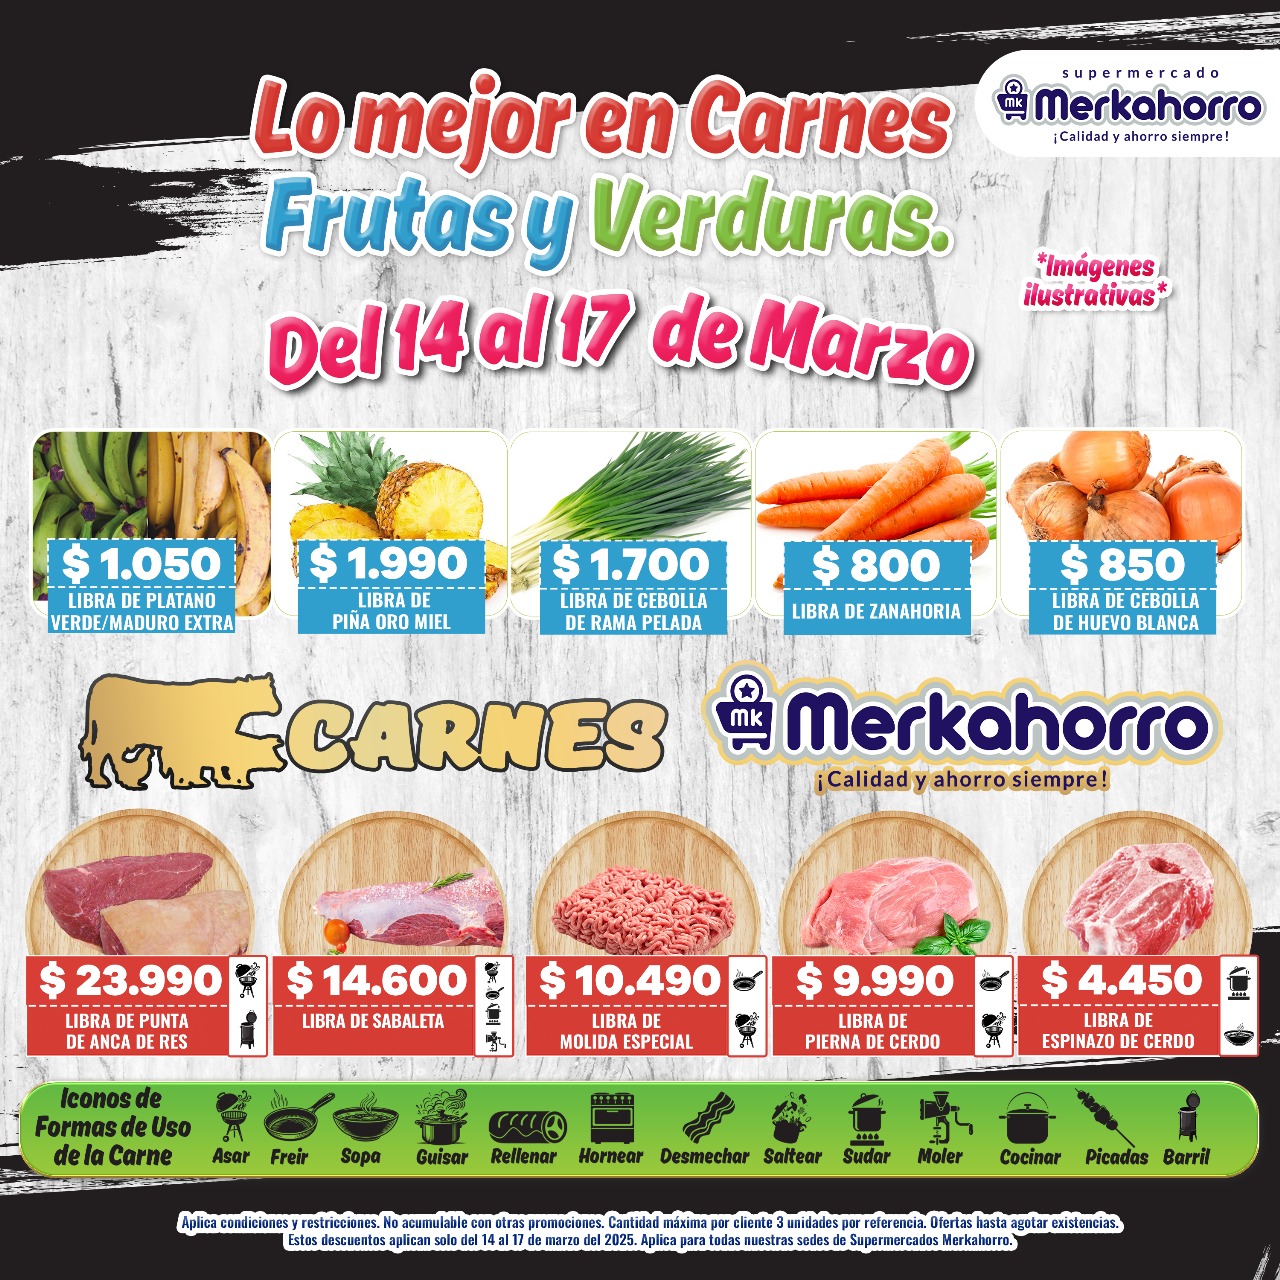 supermercado
MK Merkahorro
¡Calidad y ahorro siempre!
Lo mejor en Carnes
Frutas y Verduras.
*Imágenes
ilustrativas*
Del 14 al 17 de Marzo
$ 1.050
LIBRA DE PLATANO
VERDE/MADURO EXTRA
$ 1.990
LIBRA DE
PIÑA ORO MIEL
$ 1.700
LIBRA DE CEBOLLA
DE RAMA PELADA
$ 800
LIBRA DE ZANAHORIA
$ 850
LIBRA DE CEBOLLA
DE HUEVO BLANCA
CARNES
MK Merkahorro
¡Calidad y ahorro siempre!
$ 23.990
LIBRA DE PUNTA
DE ANCA DE RES
$ 14.600
LIBRA DE SABALETA
$ 10.490
LIBRA DE
MOLIDA ESPECIAL
$ 9.990
LIBRA DE
PIERNA DE CERDO
$ 4.450
LIBRA DE
ESPINAZO DE CERDO
Iconos de
Formas de Uso
de la Carne
Asar Freir Sopa Guisar Rellenar Hornear Desmechar Saltear Sudar Moler Cocinar Picadas Barril
Aplica condiciones y restricciones. No acumulable con otras promociones. Cantidad máxima por cliente 3 unidades por referencia. Ofertas hasta agotar existencias.
Estos descuentos aplican solo del 14 al 17 de marzo del 2025. Aplica para todas nuestras sedes de Supermercados Merkahorro.